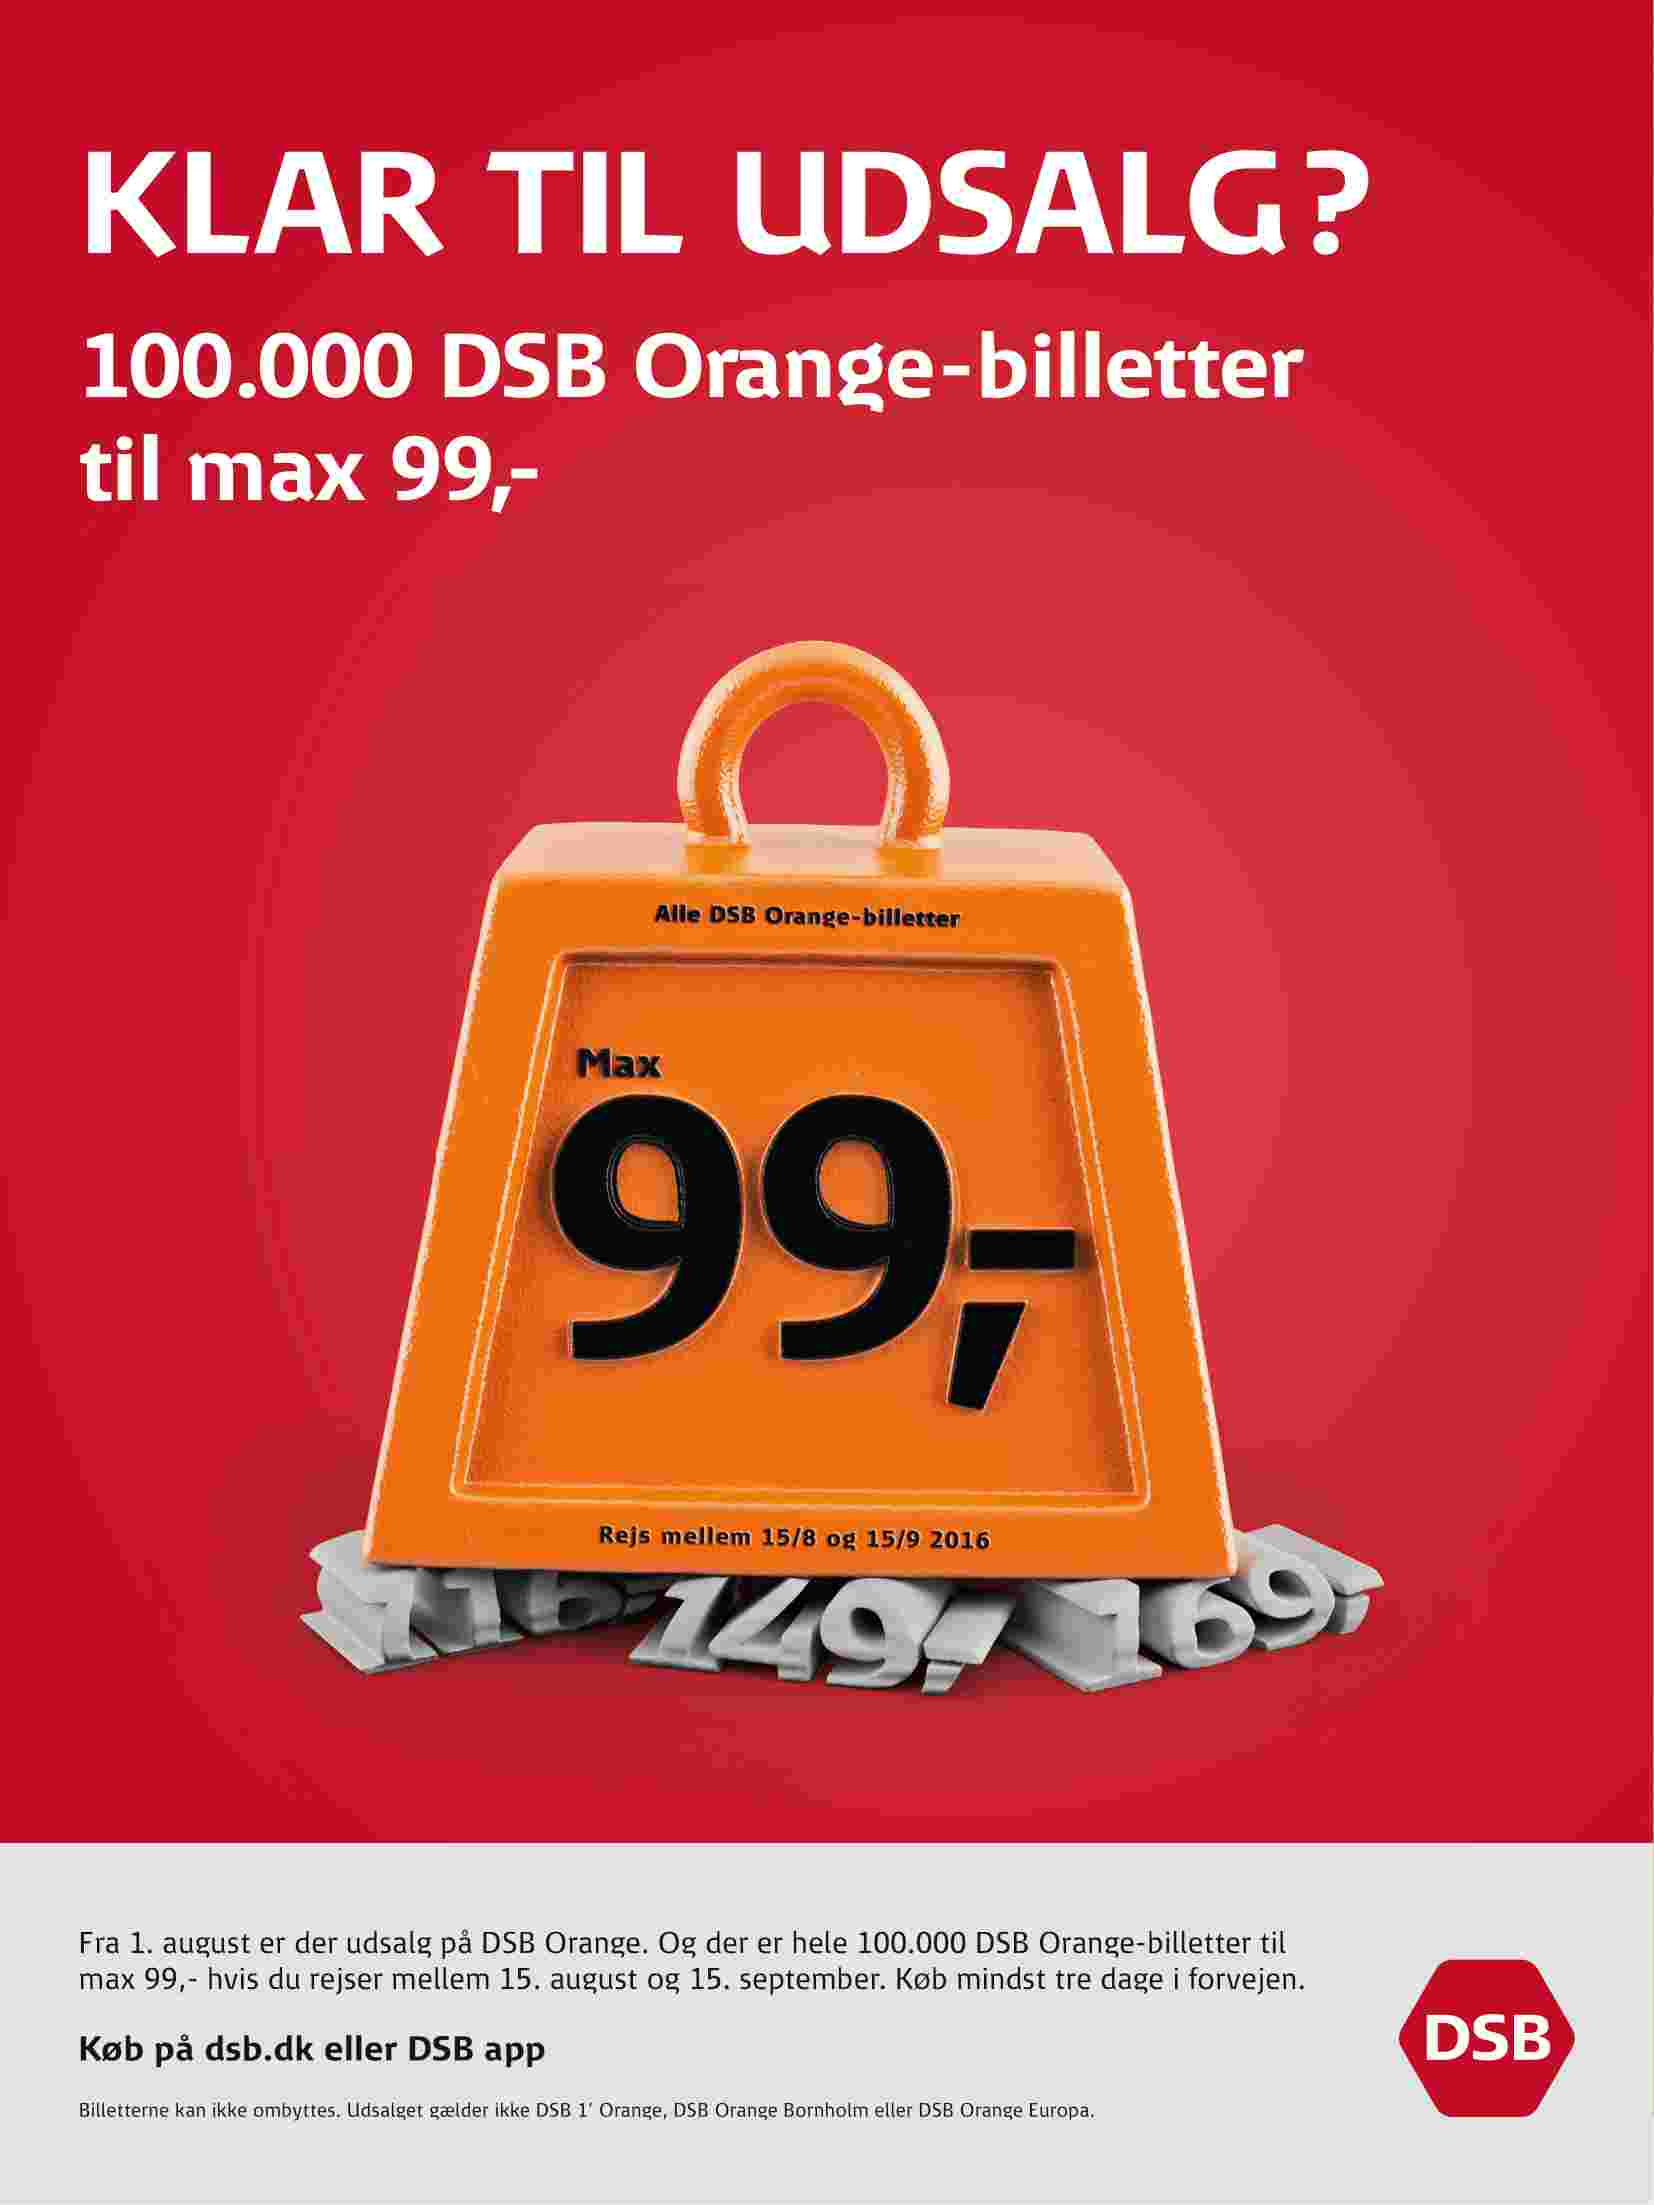 KLAR TIL UDSALG?
100.000 DSB Orange-billetter
til max 99,-
Alle DSB Orange-billetter
Max
99,-
Rejs mellem 15/8 og 15/9 2016
116,-
149,-
169,-
Fra 1. august er der udsalg på DSB Orange. Og der er hele 100.000 DSB Orange-billetter til
max 99,- hvis du rejser mellem 15. august og 15. september. Køb mindst tre dage i forvejen.
Køb på dsb.dk eller DSB app
DSB
Billetterne kan ikke ombyttes. Udsalget gælder ikke DSB 1' Orange, DSB Orange Bornholm eller DSB Orange Europa.